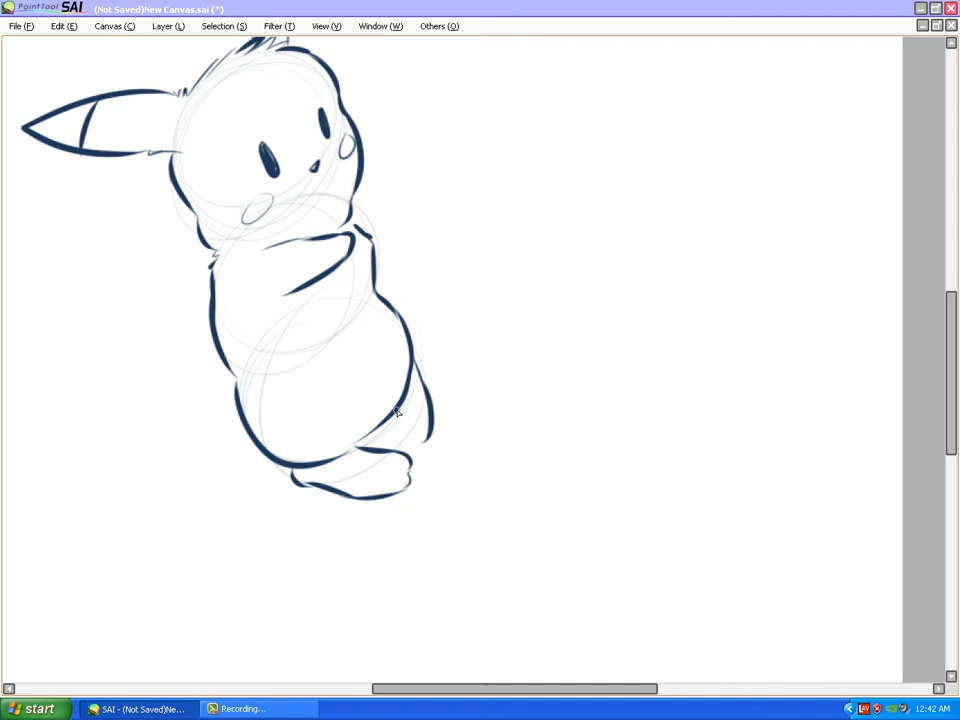 PaintTool SAI (Not Saved)New Canvas.sai (*)
File (F) Edit (E) Canvas (C) Layer (L) Selection (S) Filter (T) View (V) Window (W) Others (O)
start SAI - (Not Saved)Ne... Recording... 12:42 AM